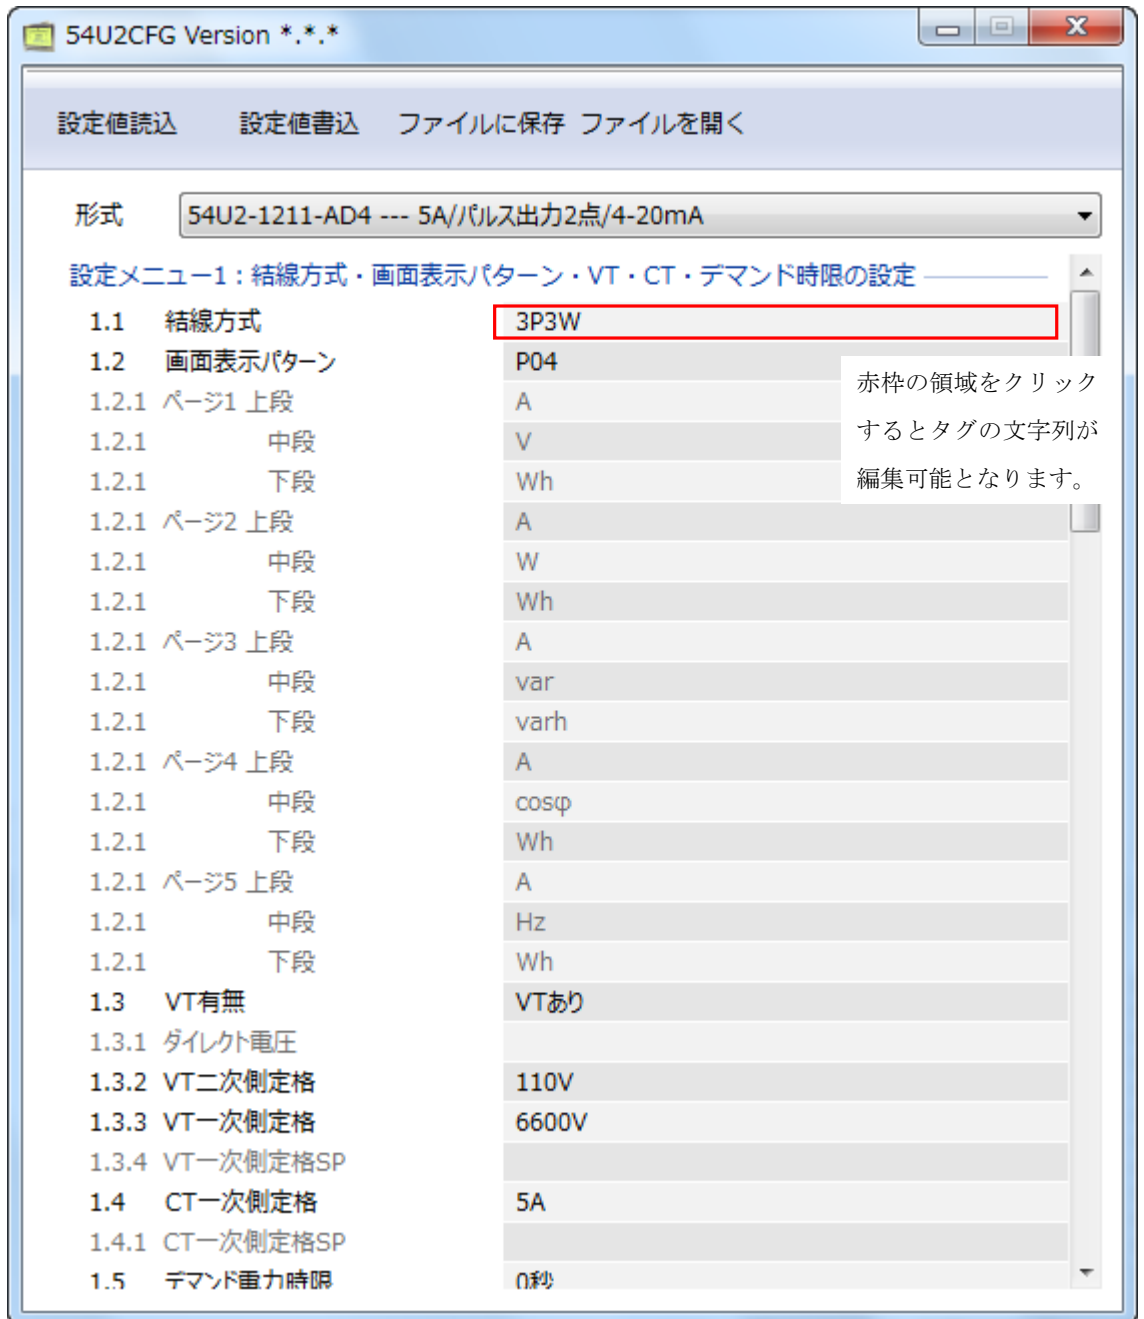 54U2CFG Version *.*.*
設定値読込 設定値書込 ファイルに保存 ファイルを開く
形式 54U2-1211-AD4 --- 5A/パルス出力2点/4-20mA
設定メニュー1：結線方式・画面表示パターン・VT・CT・デマンド時限の設定
1.1 結線方式 3P3W
1.2 画面表示パターン P04
1.2.1 ページ1 上段 A
1.2.1 中段 V
1.2.1 下段 Wh
1.2.1 ページ2 上段 A
1.2.1 中段 W
1.2.1 下段 Wh
1.2.1 ページ3 上段 A
1.2.1 中段 var
1.2.1 下段 varh
1.2.1 ページ4 上段 A
1.2.1 中段 cosφ
1.2.1 下段 Wh
1.2.1 ページ5 上段 A
1.2.1 中段 Hz
1.2.1 下段 Wh
1.3 VT有無 VTあり
1.3.1 ダイレクト電圧
1.3.2 VT二次側定格 110V
1.3.3 VT一次側定格 6600V
1.3.4 VT一次側定格SP
1.4 CT一次側定格 5A
1.4.1 CT一次側定格SP
1.5 デマンド電力時限 0秒
赤枠の領域をクリック
するとタグの文字列が
編集可能となります。